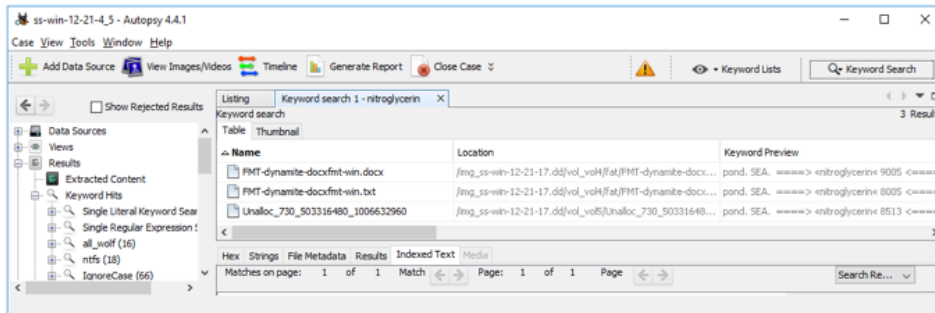 ss-win-12-21-4_5 - Autopsy 4.4.1
Case View Tools Window Help
Add Data Source View Images/Videos Timeline Generate Report Close Case Keyword Lists Keyword Search
Show Rejected Results
Listing Keyword search 1 - nitroglycerin X
Keyword search 3 Resul
Table Thumbnail
Data Sources
Views
Results
Extracted Content
Keyword Hits
Single Literal Keyword Sear
Single Regular Expression S
all_wolf (16)
ntfs (18)
IgnoreCase (66)
Name Location Keyword Preview
FMT-dynamite-docxfmt-win.docx /img_ss-win-12-21-17.dd/vol_vol4/fat/FMT-dynamite-docx... pond. SEA. ====> «nitroglycerin« 9005 <====
FMT-dynamite-docxfmt-win.txt /img_ss-win-12-21-17.dd/vol_vol4/fat/FMT-dynamite-docx... pond. SEA. ====> «nitroglycerin« 8005 <====
Unalloc_730_503316480_1006632960 /img_ss-win-12-21-17.dd/vol_vol5/Unalloc_730_50331648... pond. SEA. ====> «nitroglycerin« 8513 <====
Hex Strings File Metadata Results Indexed Text Media
Matches on page: 1 of 1 Match Page: 1 of 1 Page Search Re...